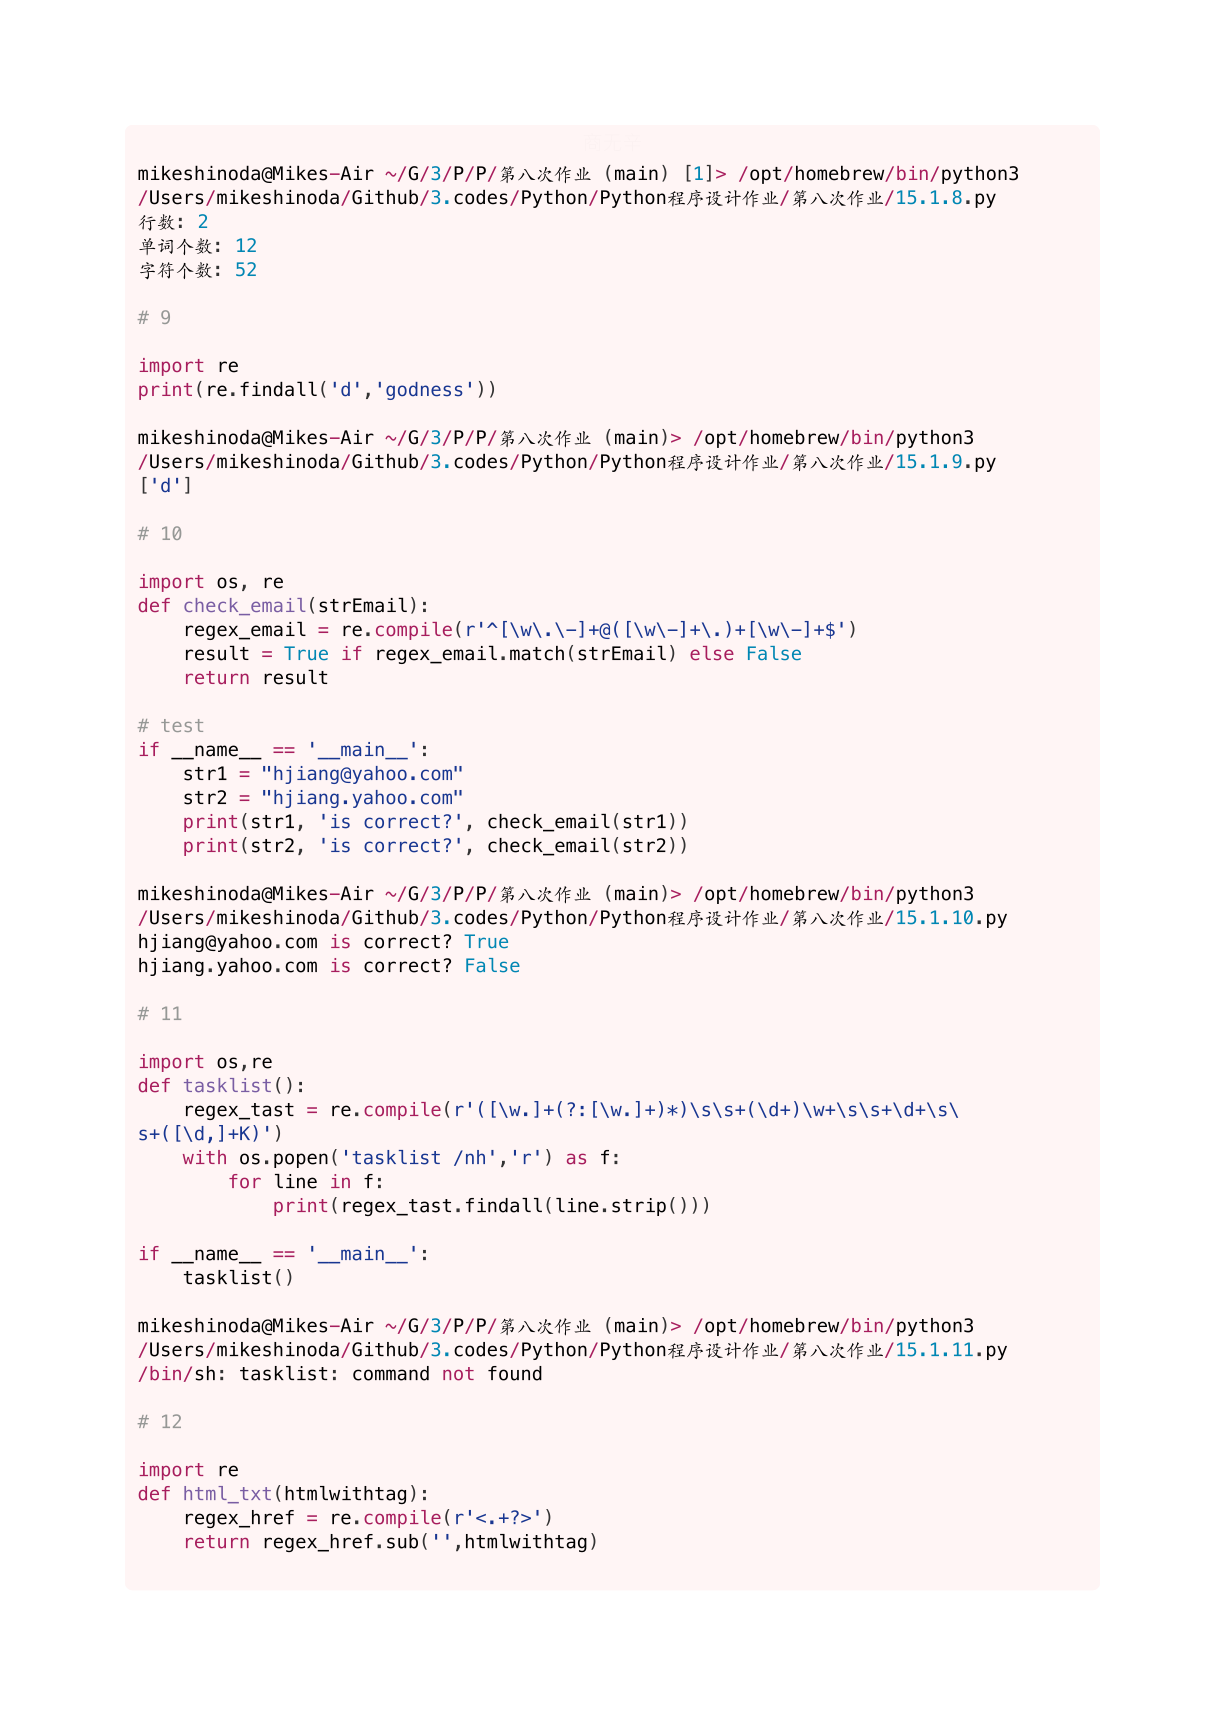 mikeshinoda@Mikes-Air ~/G/3/P/P/第八次作业 (main) [1]> /opt/homebrew/bin/python3
/Users/mikeshinoda/Github/3.codes/Python/Python程序设计作业/第八次作业/15.1.8.py
行数: 2
单词个数: 12
字符个数: 52

# 9

import re
print(re.findall('d','godness'))

mikeshinoda@Mikes-Air ~/G/3/P/P/第八次作业 (main)> /opt/homebrew/bin/python3
/Users/mikeshinoda/Github/3.codes/Python/Python程序设计作业/第八次作业/15.1.9.py
['d']

# 10

import os, re
def check_email(strEmail):
    regex_email = re.compile(r'^[\w\.\-]+@([\w\-]+\.)+[\w\-]+$')
    result = True if regex_email.match(strEmail) else False
    return result

# test
if __name__ == '__main__':
    str1 = "hjiang@yahoo.com"
    str2 = "hjiang.yahoo.com"
    print(str1, 'is correct?', check_email(str1))
    print(str2, 'is correct?', check_email(str2))

mikeshinoda@Mikes-Air ~/G/3/P/P/第八次作业 (main)> /opt/homebrew/bin/python3
/Users/mikeshinoda/Github/3.codes/Python/Python程序设计作业/第八次作业/15.1.10.py
hjiang@yahoo.com is correct? True
hjiang.yahoo.com is correct? False

# 11

import os,re
def tasklist():
    regex_tast = re.compile(r'([\w.]+(?:[\w.]+)*)\s\s+(\d+)\w+\s\s+\d+\s\
s+([\d,]+K)')
    with os.popen('tasklist /nh','r') as f:
        for line in f:
            print(regex_tast.findall(line.strip()))

if __name__ == '__main__':
    tasklist()

mikeshinoda@Mikes-Air ~/G/3/P/P/第八次作业 (main)> /opt/homebrew/bin/python3
/Users/mikeshinoda/Github/3.codes/Python/Python程序设计作业/第八次作业/15.1.11.py
/bin/sh: tasklist: command not found

# 12

import re
def html_txt(htmlwithtag):
    regex_href = re.compile(r'<.+?>')
    return regex_href.sub('',htmlwithtag)